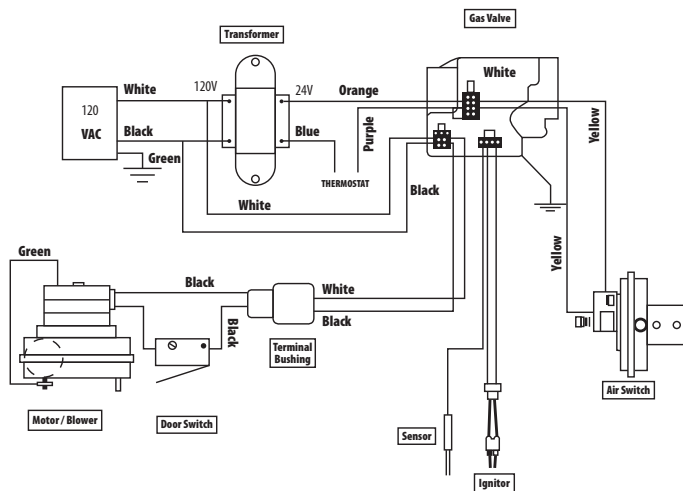 Gas Valve
Transformer
White
120V
24V
Orange
White
120
VAC
Black
Blue
Purple
Yellow
Green
THERMOSTAT
White
Black
Green
Black
White
Yellow
Black
Black
Terminal
Bushing
Motor / Blower
Door Switch
Air Switch
Sensor
Ignitor